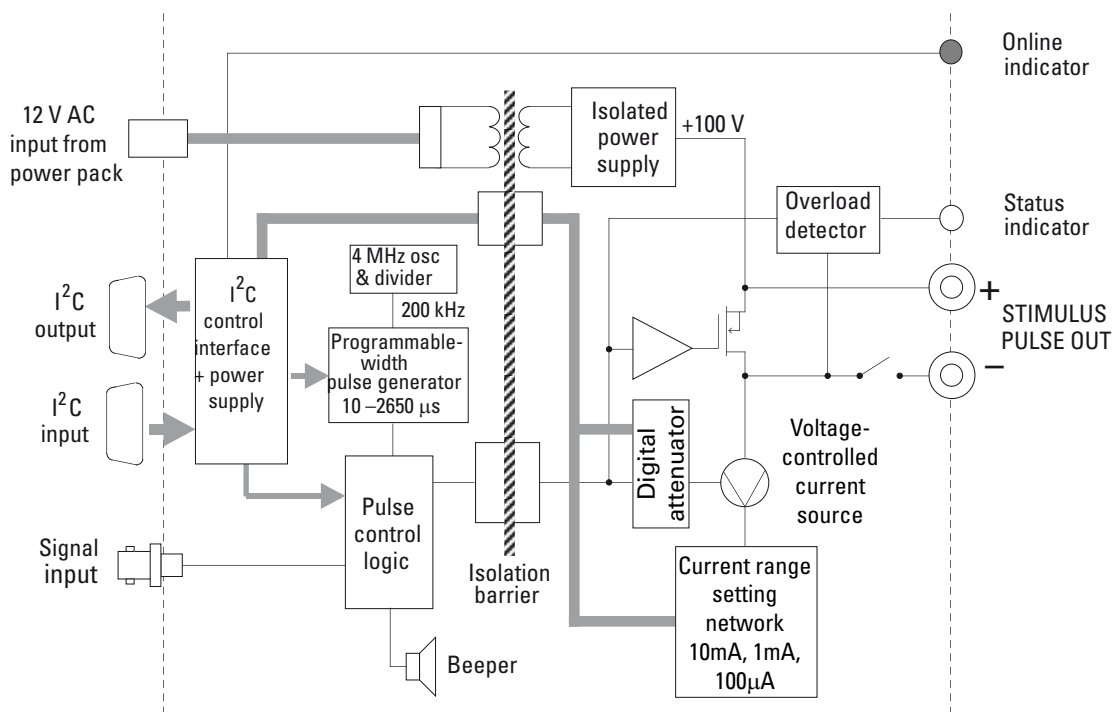 Online
indicator
12 V AC
input from
power pack
Isolated
power
supply
+100 V
Overload
detector
Status
indicator
4 MHz osc
& divider
200 kHz
I²C
output
I²C
control
interface
+ power
supply
Programmable-
width
pulse generator
10 –2650 μs
+
STIMULUS
PULSE OUT
–
I²C
input
Digital
attenuator
Voltage-
controlled
current
source
Pulse
control
logic
Signal
input
Isolation
barrier
Current range
setting
network
10mA, 1mA,
100μA
Beeper